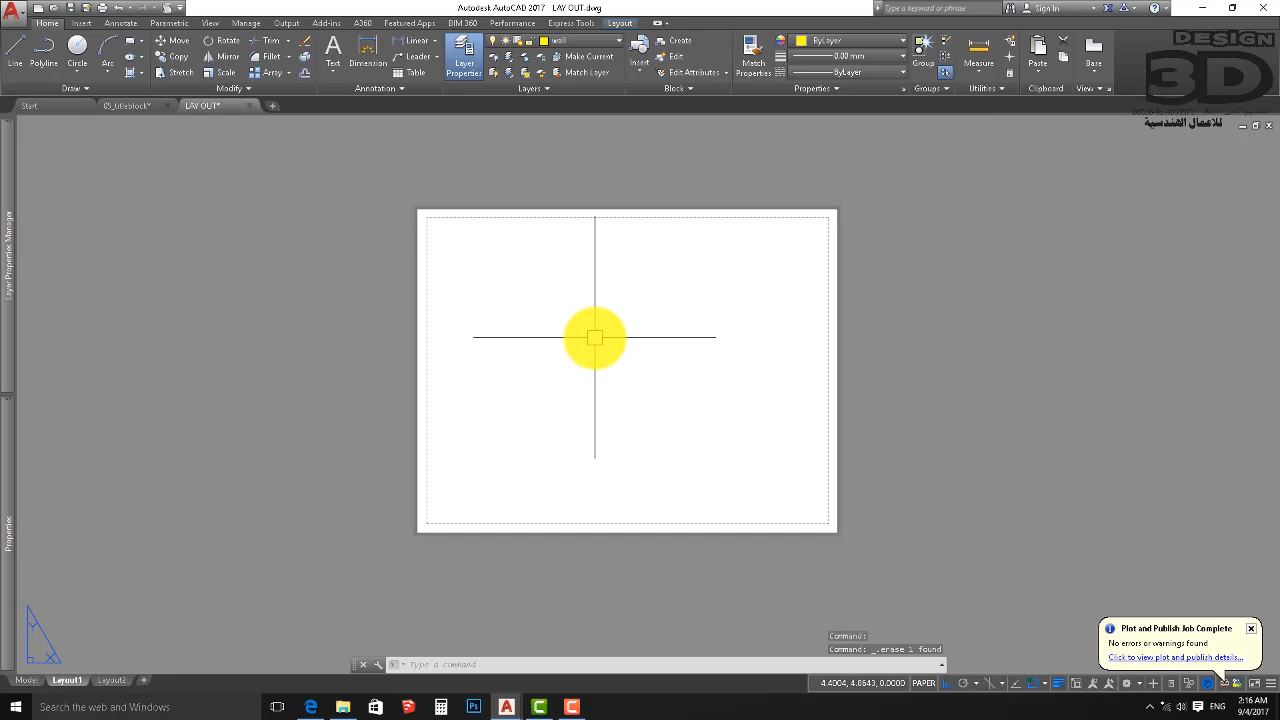 Autodesk AutoCAD 2017 LAY OUT.dwg
Type a keyword or phrase
Sign In
Home Insert Annotate Parametric View Manage Output Add-ins A360 Featured Apps BIM 360 Performance Express Tools Layout
Line Polyline Circle Arc
Move Rotate Trim
Copy Mirror Fillet
Stretch Scale Array
Text Dimension
Linear
Leader
Table
Layer
Properties
wall
Make Current
Match Layer
Insert
Create
Edit
Edit Attributes
Match
Properties
ByLayer
0.00 mm
ByLayer
Group Measure Paste Base
Draw Modify Annotation Layers Block Properties Groups Utilities Clipboard View
DESIGN
3D
للاعمال الهندسية
Start 05_titleblock* LAY OUT*
Layer Properties Manager
Properties
Y
X
Command:
Command: _.erase 1 found
Type a command
Plot and Publish Job Complete
No errors or warnings found
Click to view plot and publish details...
Model Layout1 Layout2
4.4004, 4.8643, 0.0000 PAPER
Search the web and Windows
ENG
2:16 AM
9/4/2017